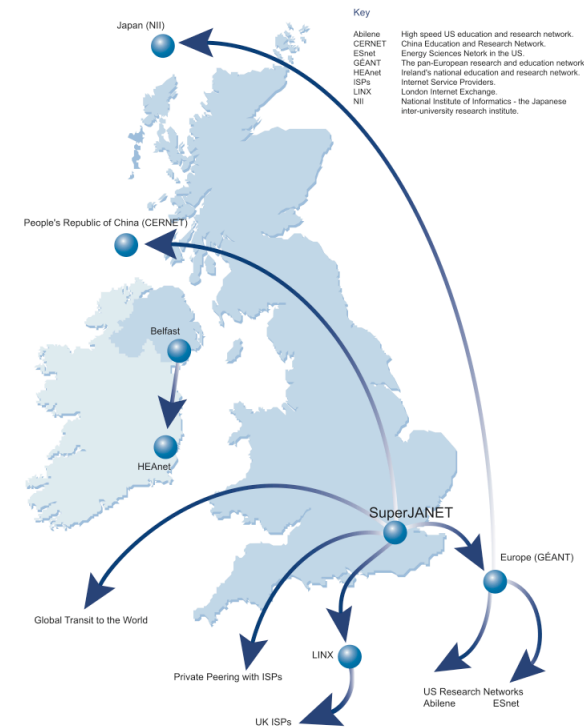 Key
Abilene High speed US education and research network.
CERNET China Education and Research Network.
ESnet Energy Sciences Netork in the US.
GÉANT The pan-European research and education network
HEAnet Ireland's national education and research network.
ISPs Internet Service Providers.
LINX London Internet Exchange.
NII National Institute of Informatics - the Japanese
inter-university research institute.
Japan (NII)
People's Republic of China (CERNET)
Belfast
HEAnet
SuperJANET
Europe (GÉANT)
Global Transit to the World
LINX
Private Peering with ISPs
US Research Networks
Abilene ESnet
UK ISPs